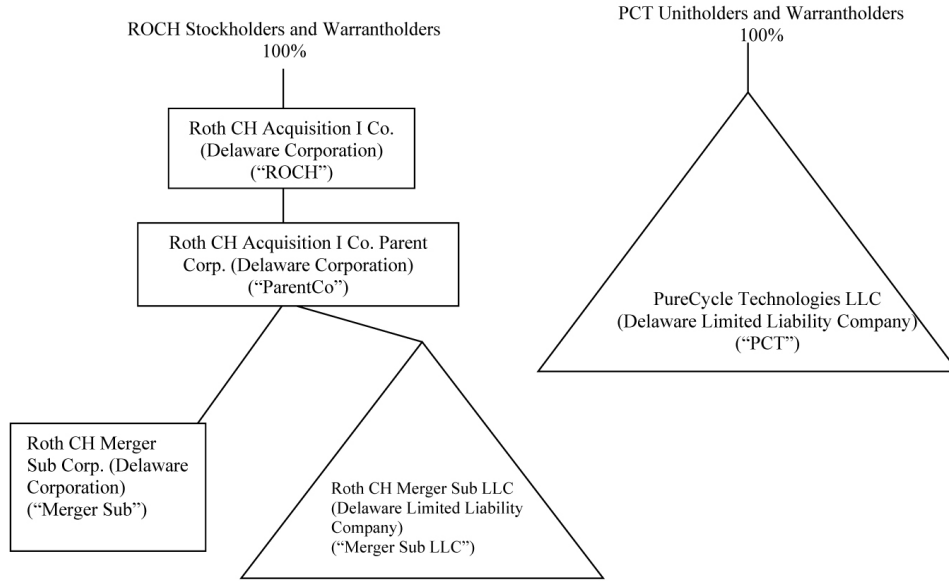 ROCH Stockholders and Warrantholders
100%
Roth CH Acquisition I Co.
(Delaware Corporation)
(“ROCH”)
Roth CH Acquisition I Co. Parent
Corp. (Delaware Corporation)
(“ParentCo”)
Roth CH Merger
Sub Corp. (Delaware
Corporation)
(“Merger Sub”)
Roth CH Merger Sub LLC
(Delaware Limited Liability
Company)
(“Merger Sub LLC”)
PCT Unitholders and Warrantholders
100%
PureCycle Technologies LLC
(Delaware Limited Liability Company)
(“PCT”)